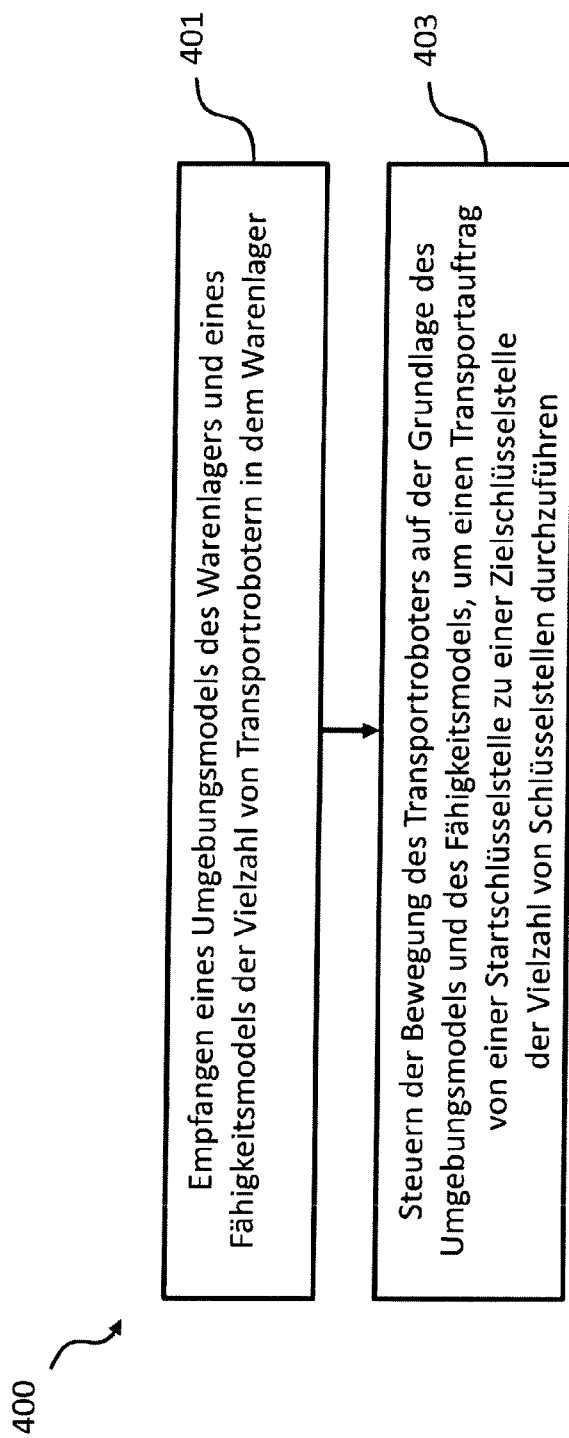 400
401
Empfangen eines Umgebungsmodels des Warenlagers und eines
Fähigkeitsmodels der Vielzahl von Transportrobotern in dem Warenlager
403
Steuern der Bewegung des Transportroboters auf der Grundlage des
Umgebungsmodels und des Fähigkeitsmodels, um einen Transportauftrag
von einer Startschlüsselstelle zu einer Zielschlüsselstelle
der Vielzahl von Schlüsselstellen durchzuführen